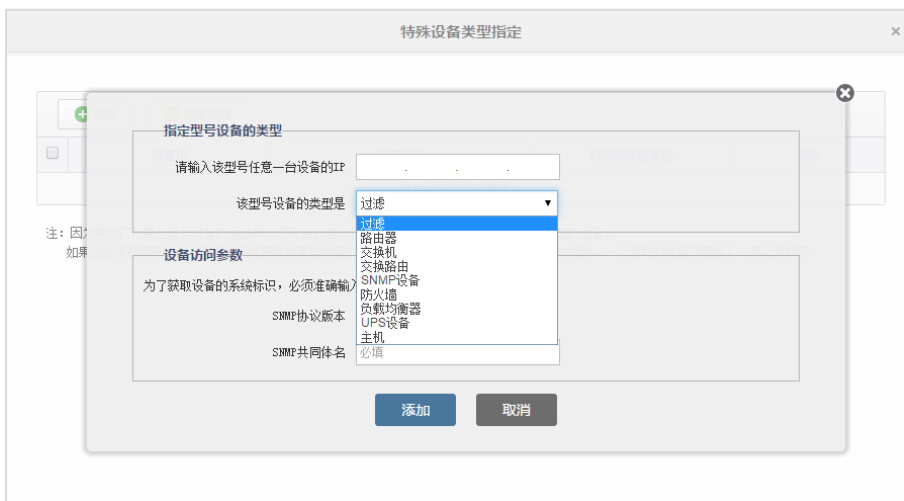 特殊设备类型指定
×
指定型号设备的类型
请输入该型号任意一台设备的IP
. . .
该型号设备的类型是 过滤
过滤
路由器
交换机
交换路由
SNMP设备
防火墙
负载均衡器
UPS设备
主机
注：因为
如果
设备访问参数
为了获取设备的系统标识，必须准确输入
SNMP协议版本
SNMP共同体名 必填
添加 取消